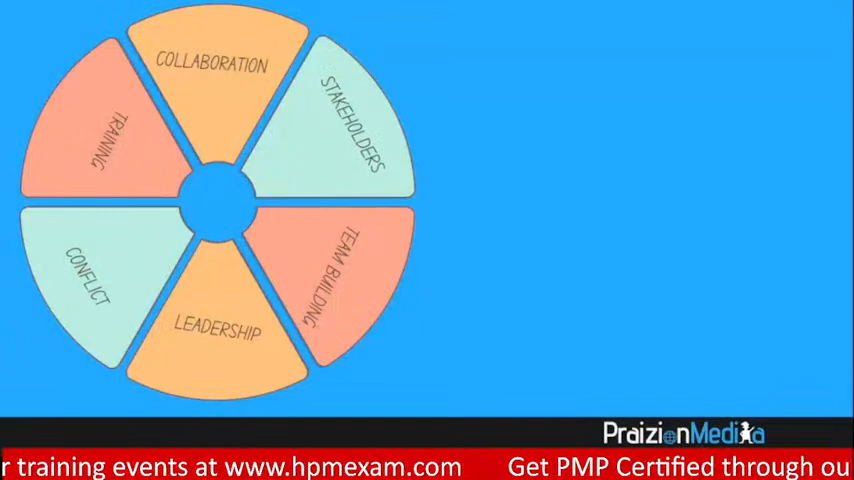 COLLABORATION
STAKEHOLDERS
TRAINING
CONFLICT
TEAM BUILDING
LEADERSHIP
PraizionMedia
r training events at www.hpmexam.com Get PMP Certified through ou